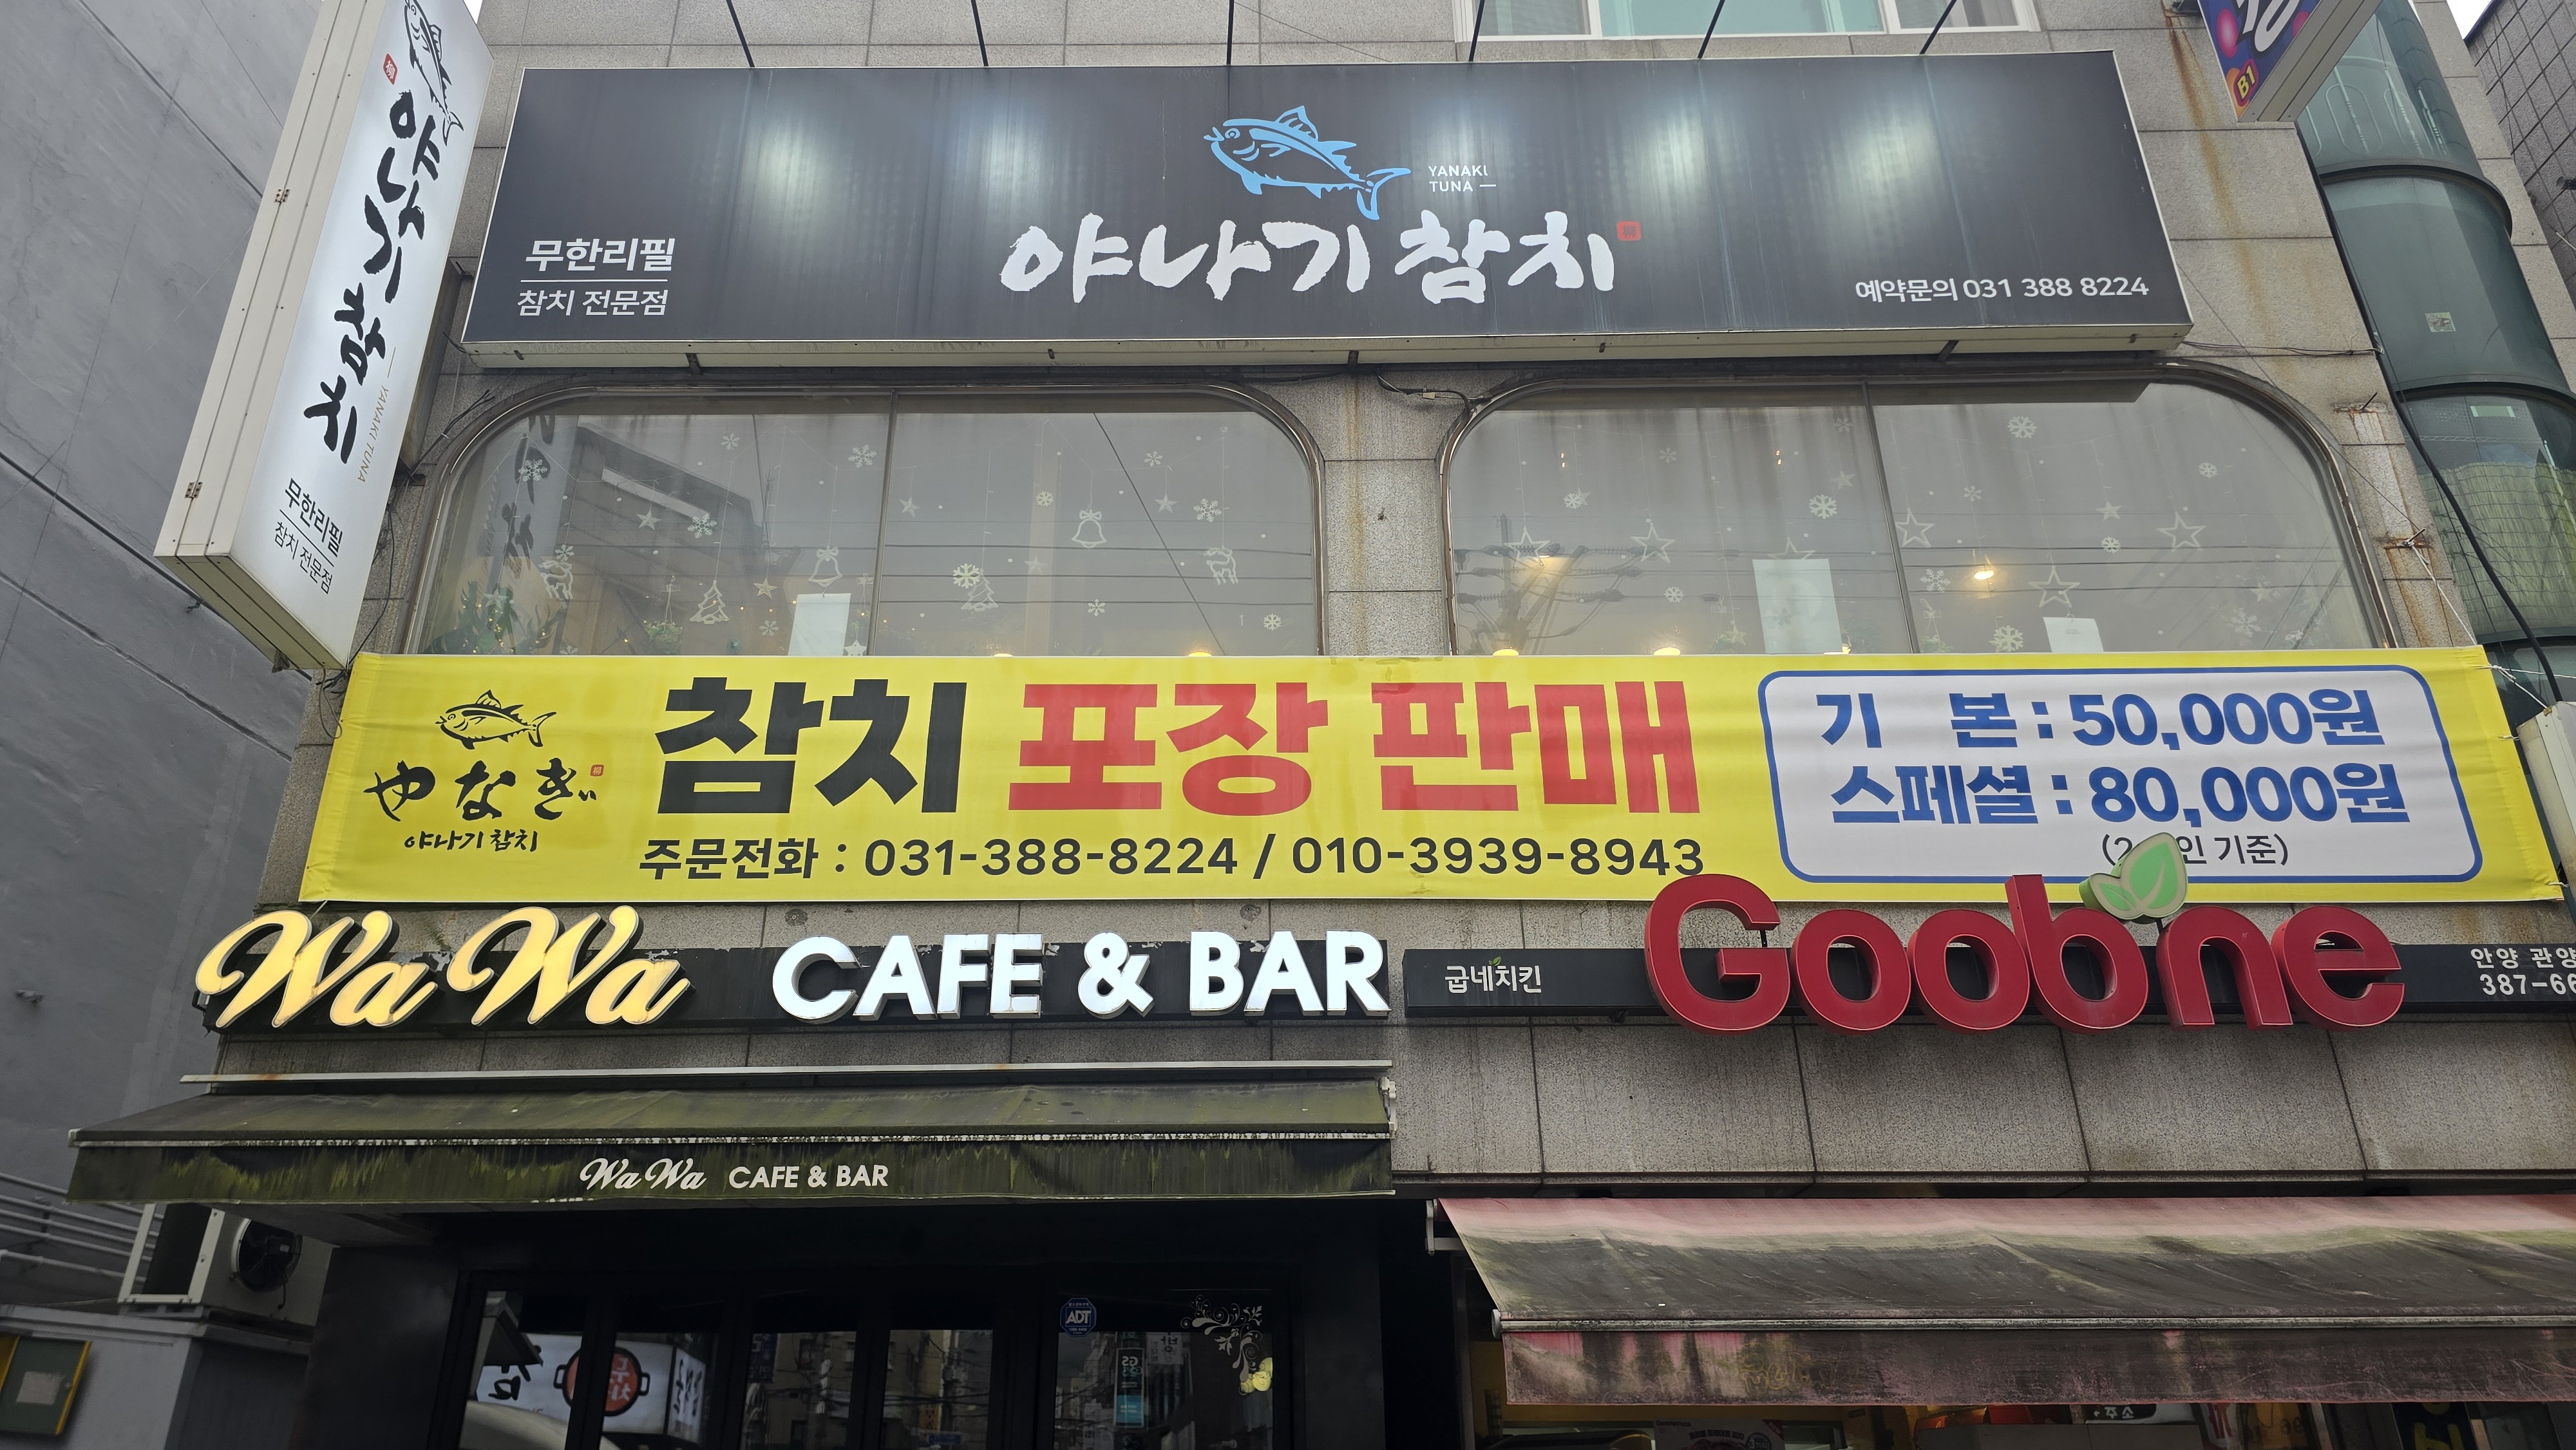 야나기참치
YANAKI TUNA
무한리필
참치 전문점
B1
YANAKI
TUNA
야나기참치
柳
무한리필
참치 전문점
예약문의 031 388 8224
やなぎぃ
柳
야나기참치
참치 포장 판매
주문전화 : 031-388-8224 / 010-3939-8943
기 본 : 50,000원
스페셜 : 80,000원
인 기준)
WaWa CAFE & BAR
굽네치킨
Goobne
안양 관양
387-66
WaWa CAFE & BAR
ADT